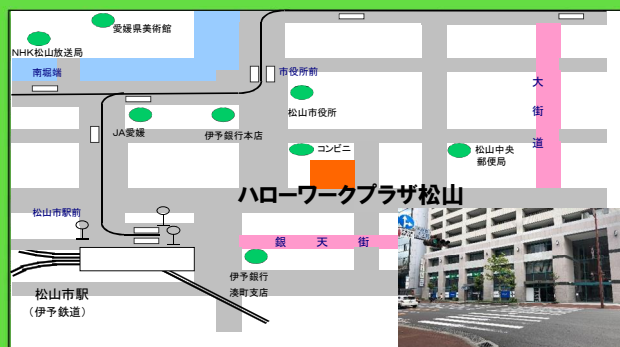 愛媛県美術館
NHK松山放送局
南堀端
市役所前
コンビニ
大街道
松山市役所
JA愛媛
伊予銀行本店
コンビニ
松山中央
郵便局
ハローワークプラザ松山
松山市駅前
銀天街
伊予銀行
湊町支店
松山市駅
（伊予鉄道）